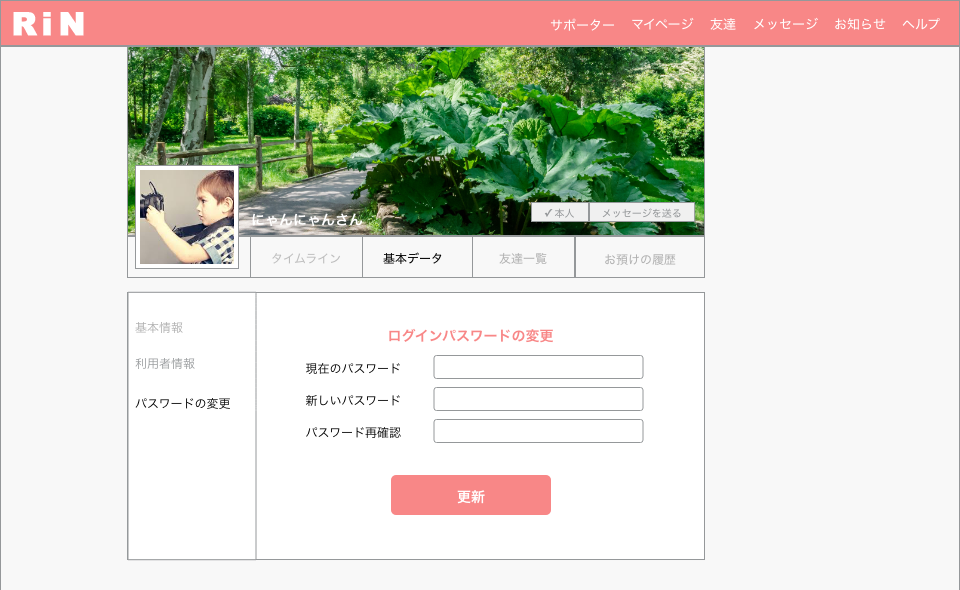 RiN
サポーター マイページ 友達 メッセージ お知らせ ヘルプ
にゃんにゃんさん
✓本人 メッセージを送る
タイムライン 基本データ 友達一覧 お預けの履歴
基本情報
利用者情報
パスワードの変更
ログインパスワードの変更
現在のパスワード
新しいパスワード
パスワード再確認
更新